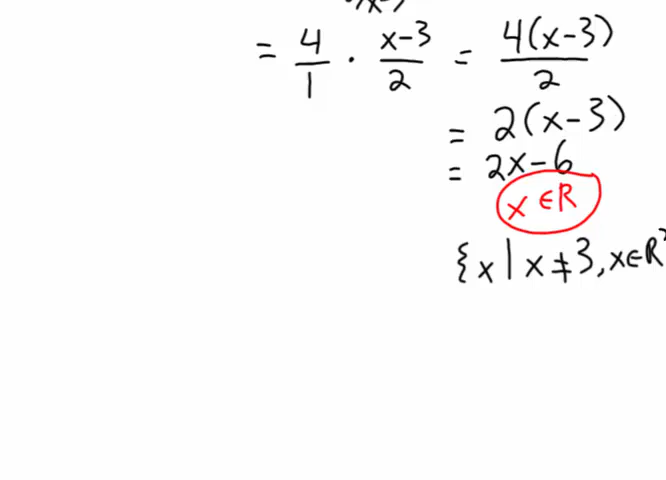 = 4/1 · x-3/2 = 4(x-3)/2
= 2(x-3)
= 2x-6
x ∈ R
{x | x ≠ 3, x ∈ R}